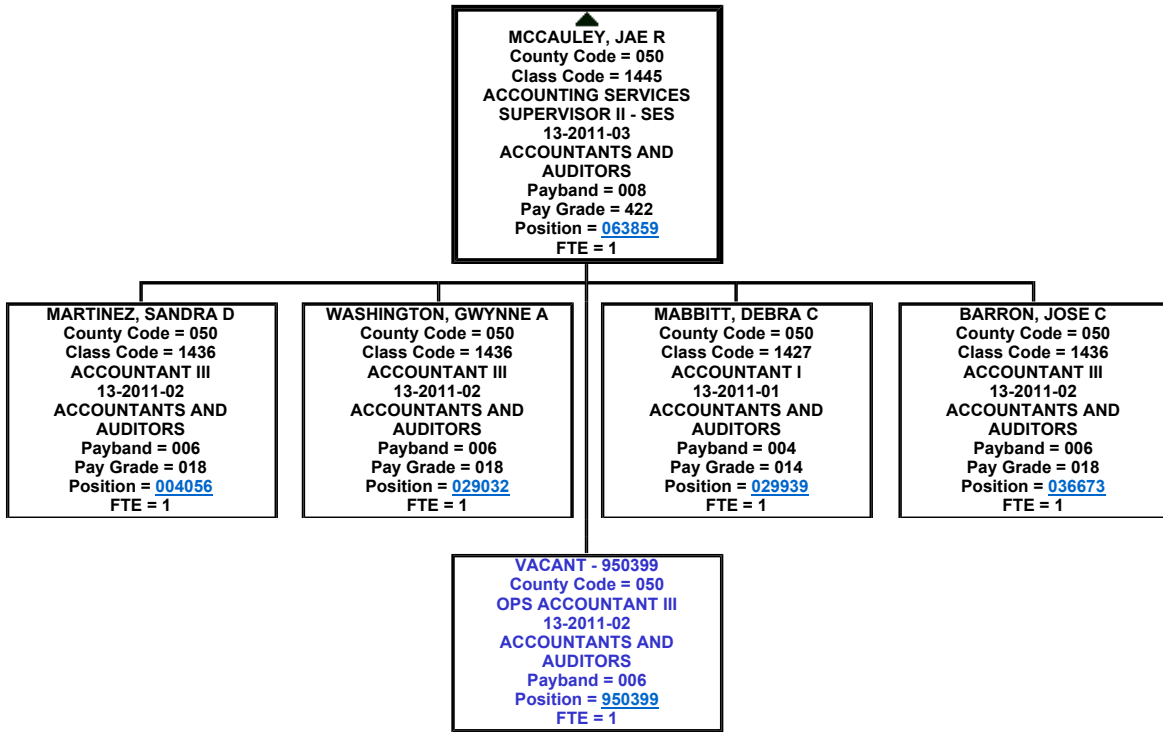 MCCAULEY, JAE R
County Code = 050
Class Code = 1445
ACCOUNTING SERVICES
SUPERVISOR II - SES
13-2011-03
ACCOUNTANTS AND
AUDITORS
Payband = 008
Pay Grade = 422
Position = 063859
FTE = 1
MARTINEZ, SANDRA D
County Code = 050
Class Code = 1436
ACCOUNTANT III
13-2011-02
ACCOUNTANTS AND
AUDITORS
Payband = 006
Pay Grade = 018
Position = 004056
FTE = 1
WASHINGTON, GWYNNE A
County Code = 050
Class Code = 1436
ACCOUNTANT III
13-2011-02
ACCOUNTANTS AND
AUDITORS
Payband = 006
Pay Grade = 018
Position = 029032
FTE = 1
MABBITT, DEBRA C
County Code = 050
Class Code = 1427
ACCOUNTANT I
13-2011-01
ACCOUNTANTS AND
AUDITORS
Payband = 004
Pay Grade = 014
Position = 029939
FTE = 1
BARRON, JOSE C
County Code = 050
Class Code = 1436
ACCOUNTANT III
13-2011-02
ACCOUNTANTS AND
AUDITORS
Payband = 006
Pay Grade = 018
Position = 036673
FTE = 1
VACANT - 950399
County Code = 050
OPS ACCOUNTANT III
13-2011-02
ACCOUNTANTS AND
AUDITORS
Payband = 006
Position = 950399
FTE = 1